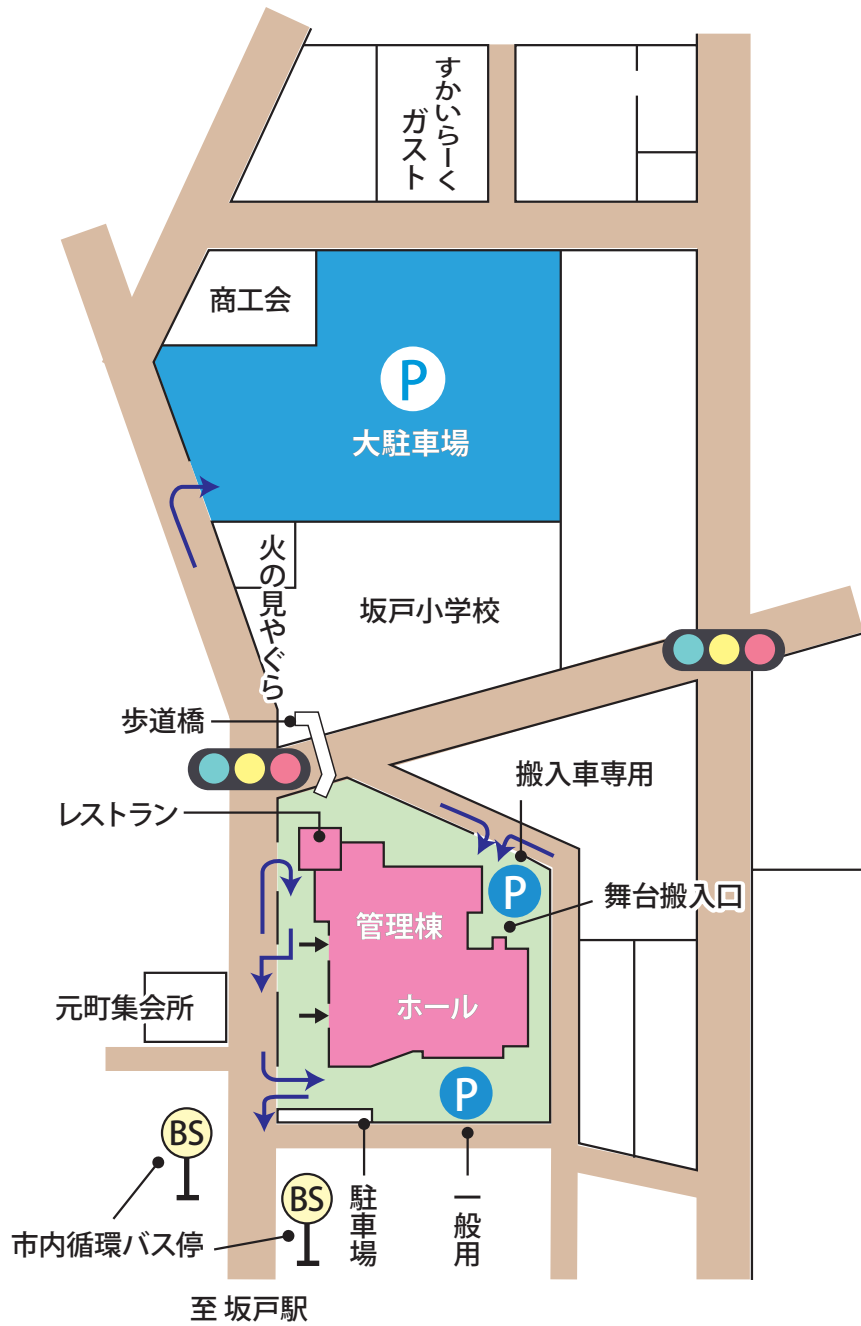 すかいらーく
ガスト
商工会
P
大駐車場
火の見やぐら
坂戸小学校
歩道橋
搬入車専用
レストラン
P
舞台搬入口
管理棟
ホール
元町集会所
P
BS
BS
駐車場
一般用
市内循環バス停
至 坂戸駅